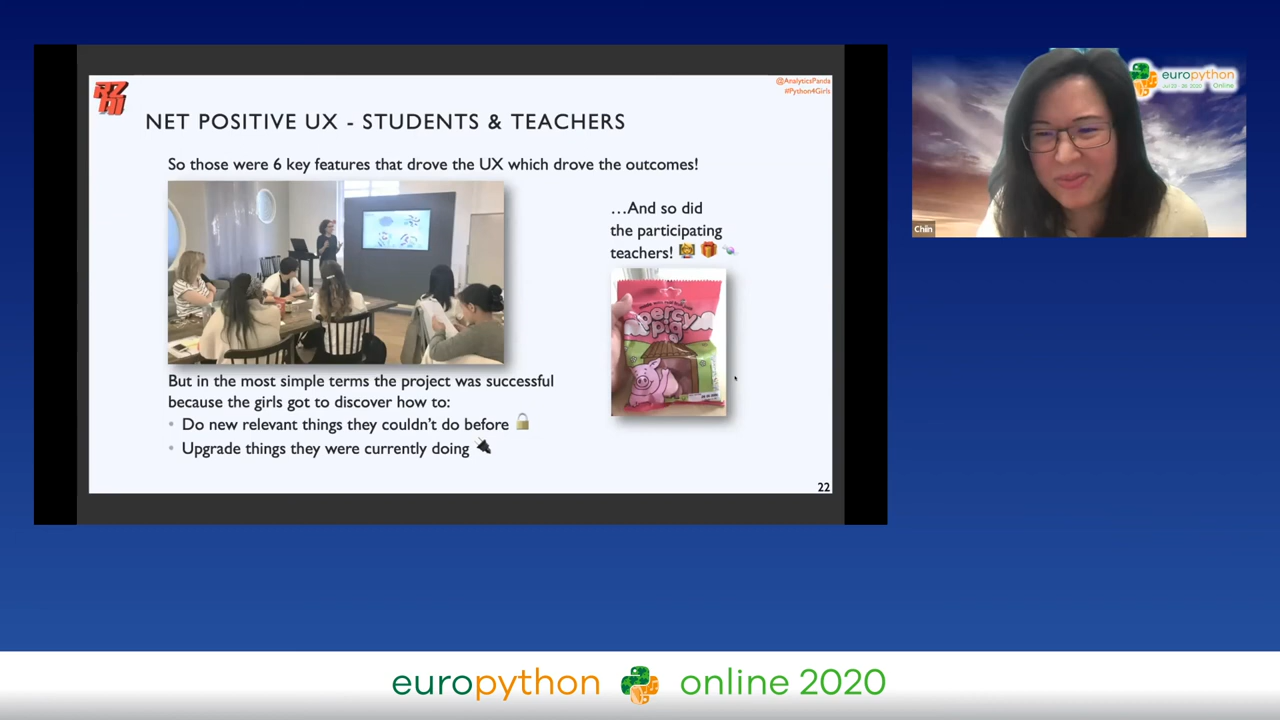 @AnalyticsPanda
#Python4Girls
NET POSITIVE UX - STUDENTS & TEACHERS
So those were 6 key features that drove the UX which drove the outcomes!
…And so did
the participating
teachers!
percy
pig
But in the most simple terms the project was successful
because the girls got to discover how to:
Do new relevant things they couldn't do before
Upgrade things they were currently doing
22
europython
Online
Chiin
europython online 2020